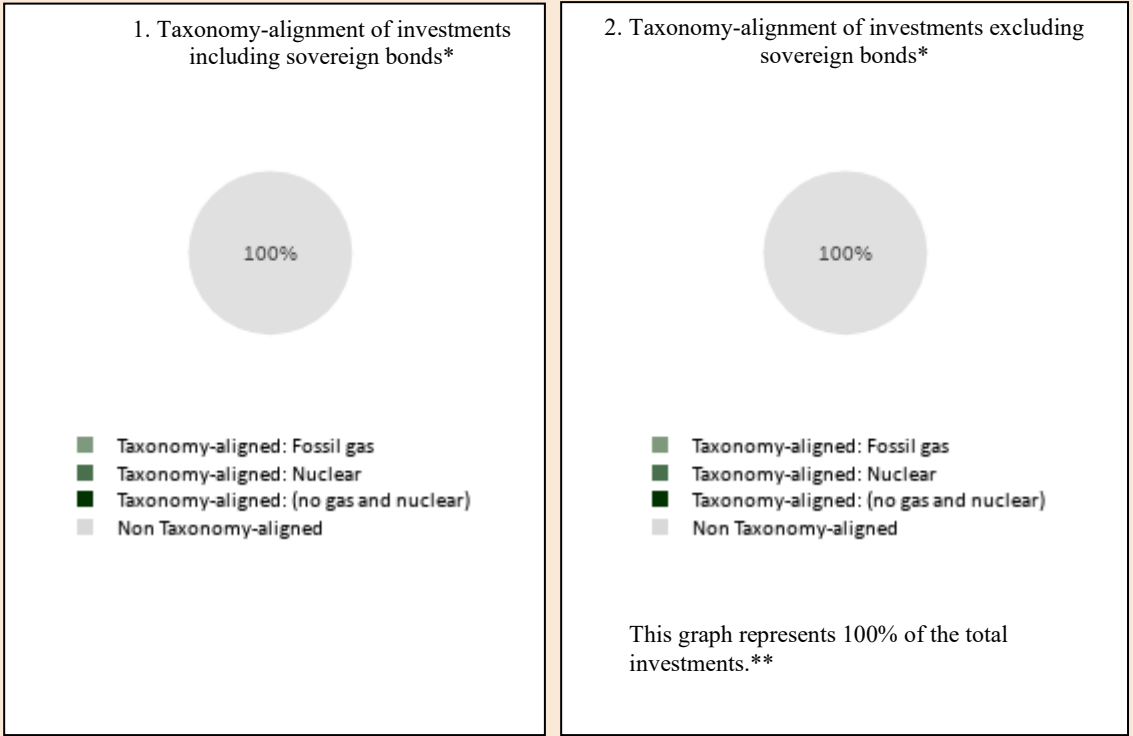 1. Taxonomy-alignment of investments
including sovereign bonds*
100%
Taxonomy-aligned: Fossil gas
Taxonomy-aligned: Nuclear
Taxonomy-aligned: (no gas and nuclear)
Non Taxonomy-aligned
2. Taxonomy-alignment of investments excluding
sovereign bonds*
100%
Taxonomy-aligned: Fossil gas
Taxonomy-aligned: Nuclear
Taxonomy-aligned: (no gas and nuclear)
Non Taxonomy-aligned
This graph represents 100% of the total
investments.**